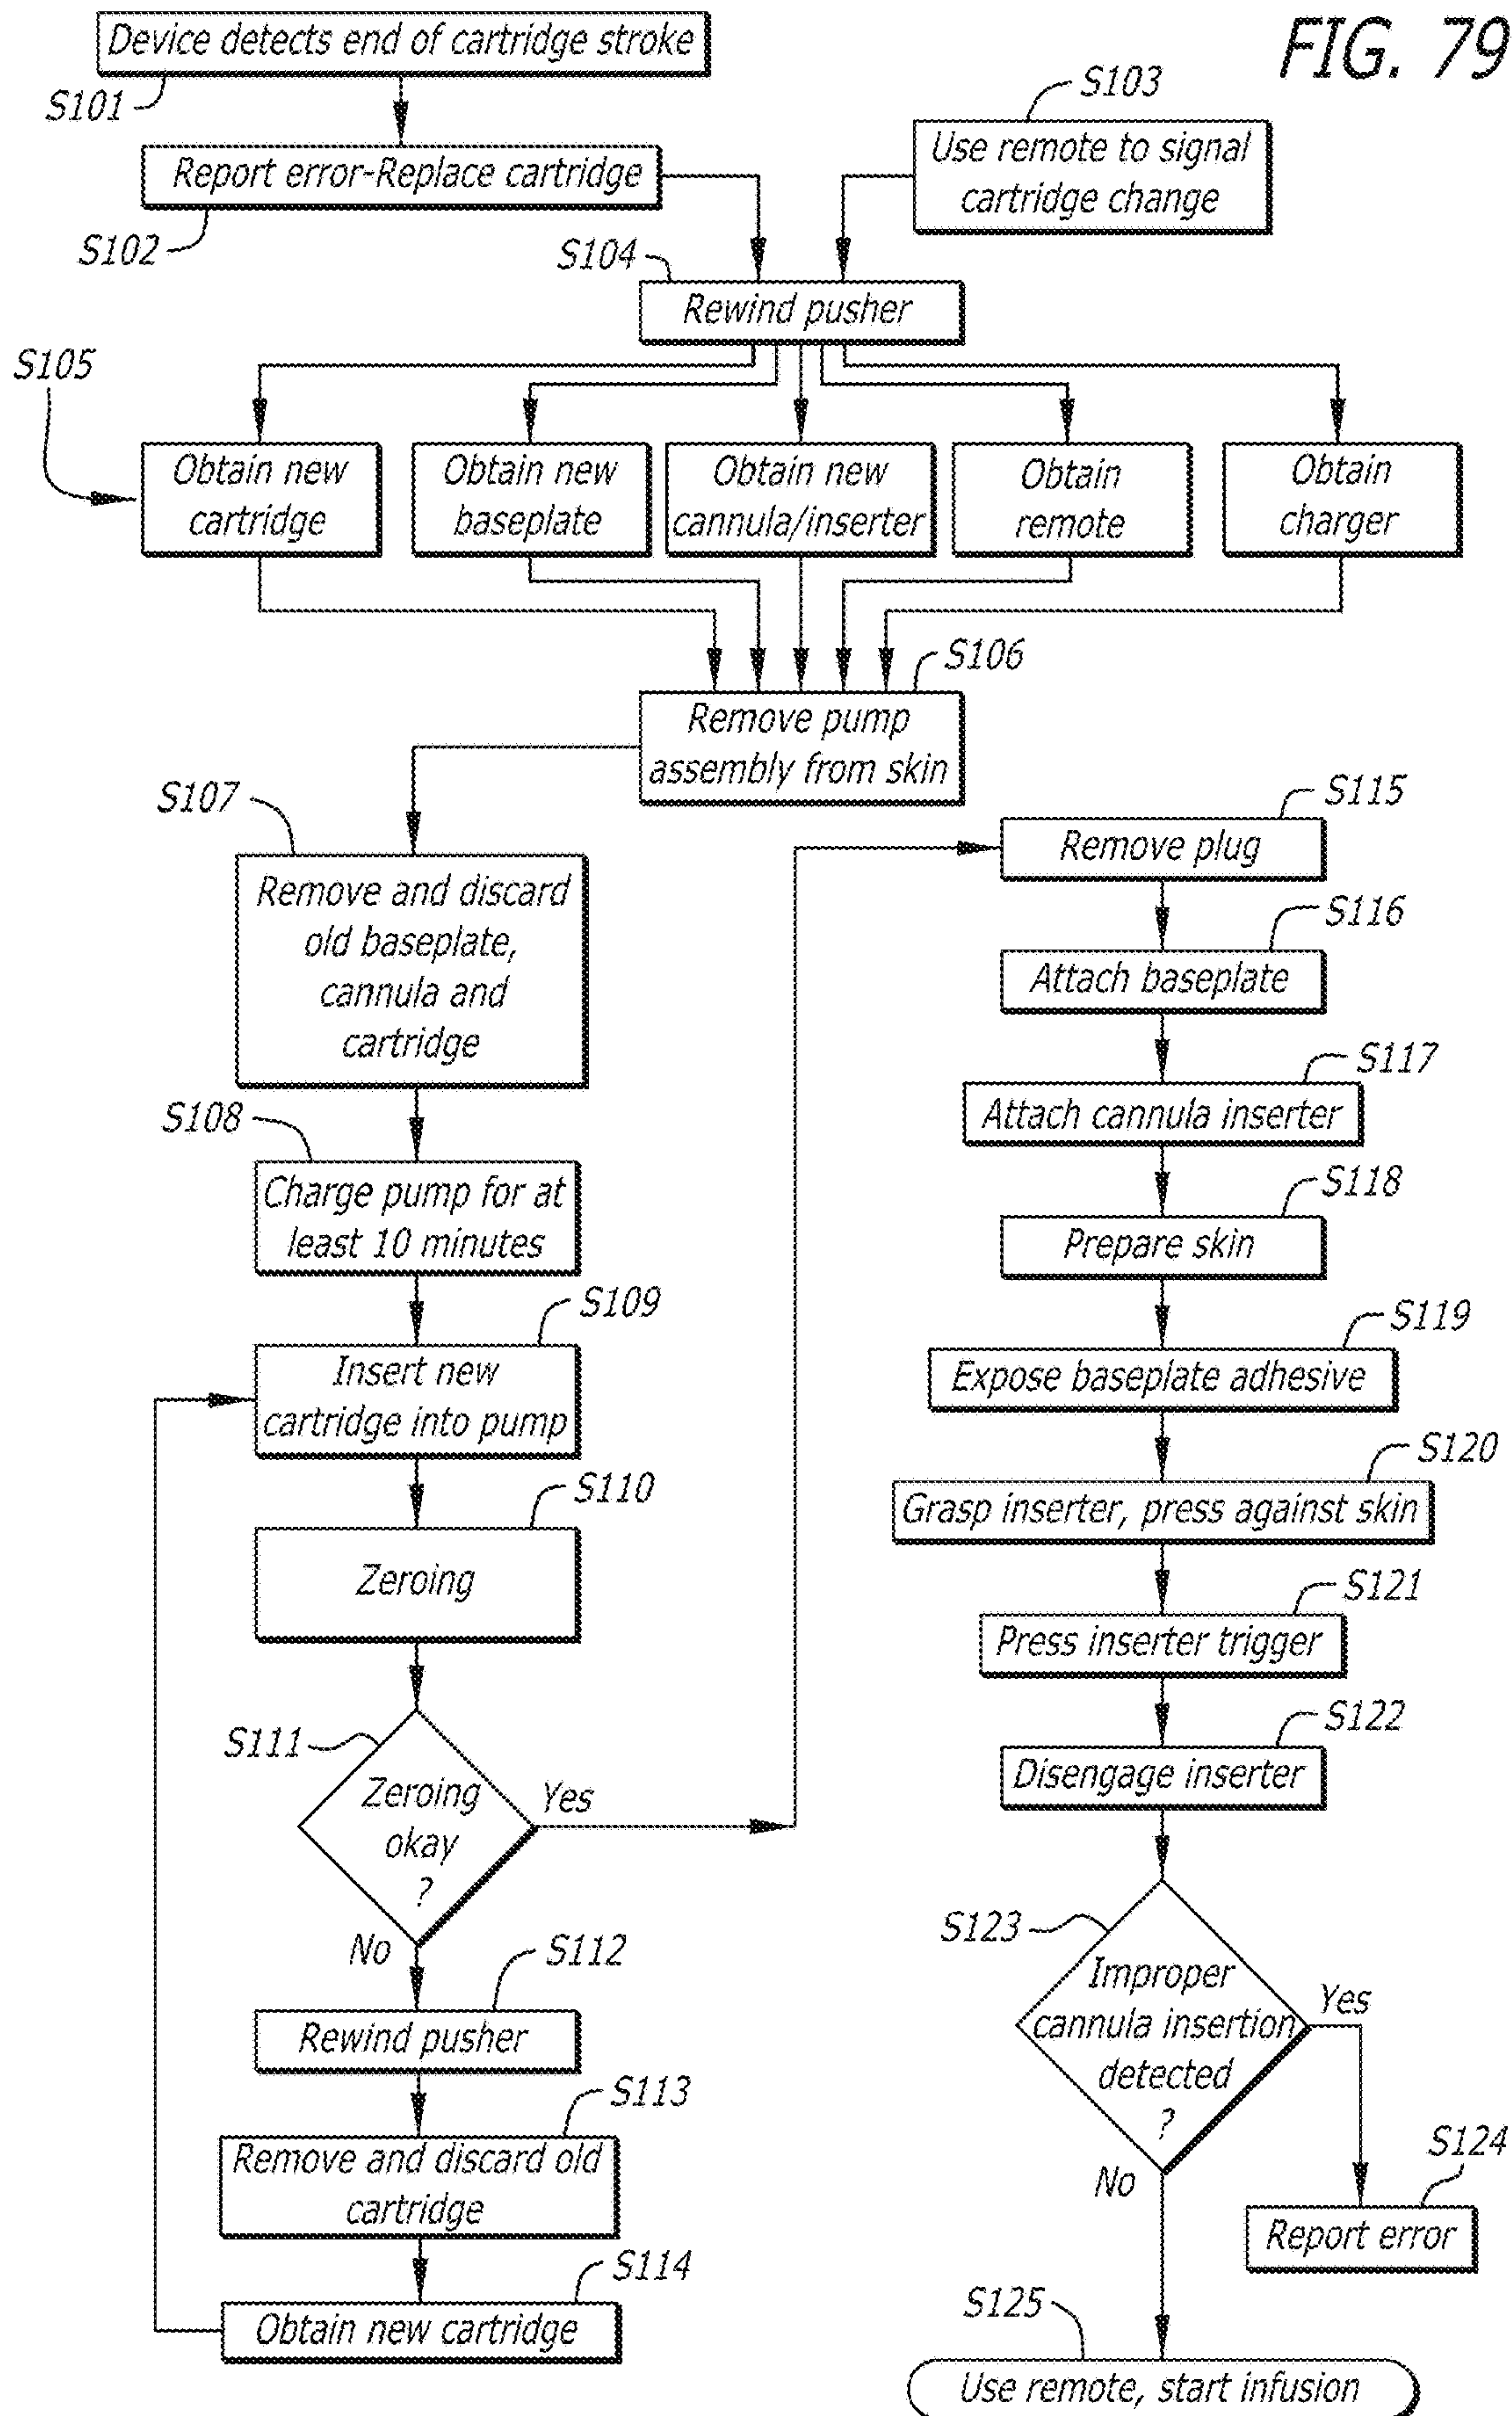 FIG. 79
Device detects end of cartridge stroke
S101
S103
Use remote to signal
cartridge change
Report error-Replace cartridge
S102
S104
Rewind pusher
S105
Obtain new
cartridge
Obtain new
baseplate
Obtain new
cannula/inserter
Obtain
remote
Obtain
charger
S106
Remove pump
assembly from skin
S107
Remove and discard
old baseplate,
cannula and
cartridge
S108
Charge pump for at
least 10 minutes
S109
Insert new
cartridge into pump
S110
Zeroing
S111
Zeroing
okay
?
Yes
No
S112
Rewind pusher
S113
Remove and discard old
cartridge
S114
Obtain new cartridge
S115
Remove plug
S116
Attach baseplate
S117
Attach cannula inserter
S118
Prepare skin
S119
Expose baseplate adhesive
S120
Grasp inserter, press against skin
S121
Press inserter trigger
S122
Disengage inserter
S123
Improper
cannula insertion
detected
?
Yes
No
S124
Report error
S125
Use remote, start infusion